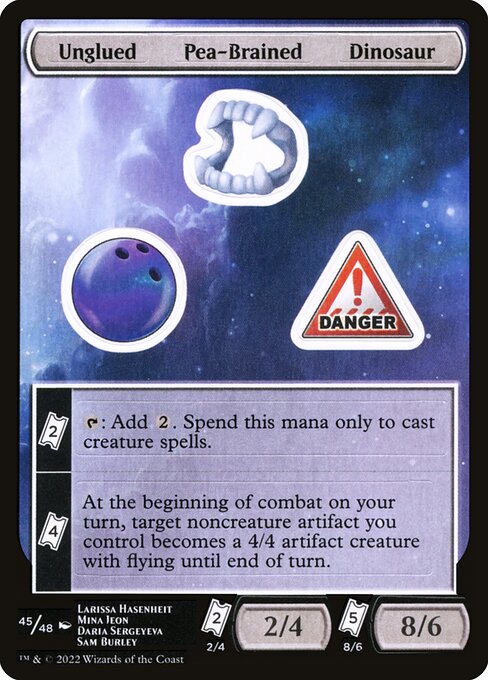 Unglued Pea-Brained Dinosaur
DANGER
2
: Add 2. Spend this mana only to cast
creature spells.
4
At the beginning of combat on your
turn, target noncreature artifact you
control becomes a 4/4 artifact creature
with flying until end of turn.
45/48
LARISSA HASENHEIT
MINA JEON
DARIA SERGEYEVA
SAM BURLEY
2
2/4
2/4
5
8/6
8/6
™ & © 2022 Wizards of the Coast